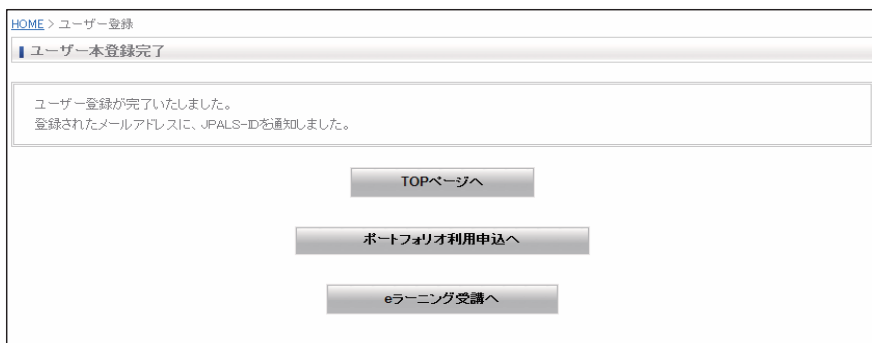 HOME > ユーザー登録
ユーザー本登録完了
ユーザー登録が完了いたしました。
登録されたメールアドレスに、JPALS-IDを通知しました。
TOPページへ
ポートフォリオ利用申込へ
eラーニング受講へ